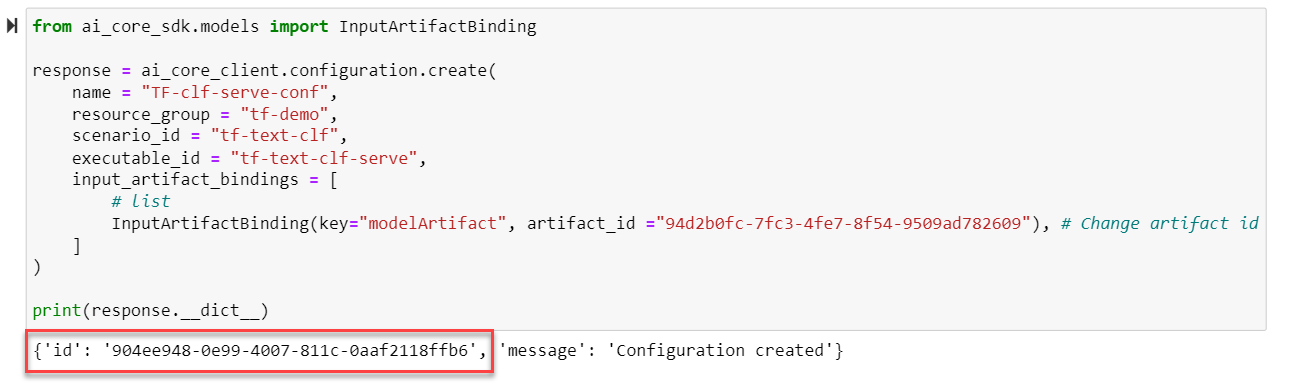 from ai_core_sdk.models import InputArtifactBinding
response = ai_core_client.configuration.create(
    name = "TF-clf-serve-conf",
    resource_group = "tf-demo",
    scenario_id = "tf-text-clf",
    executable_id = "tf-text-clf-serve",
    input_artifact_bindings = [
        # list
        InputArtifactBinding(key="modelArtifact", artifact_id ="94d2b0fc-7fc3-4fe7-8f54-9509ad782609"), # Change artifact id
    ]
)
print(response.__dict__)
{'id': '904ee948-0e99-4007-811c-0aaf2118ffb6', 'message': 'Configuration created'}